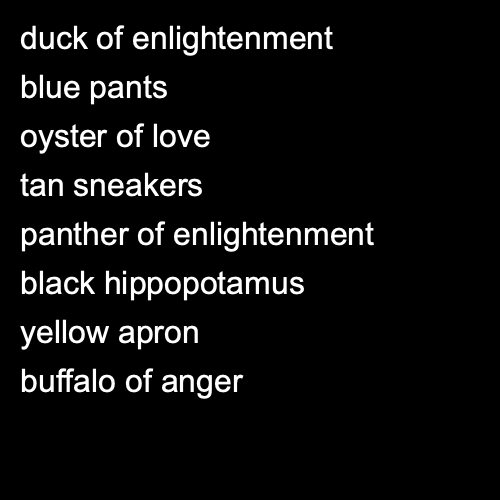 duck of enlightenment
blue pants
oyster of love
tan sneakers
panther of enlightenment
black hippopotamus
yellow apron
buffalo of anger